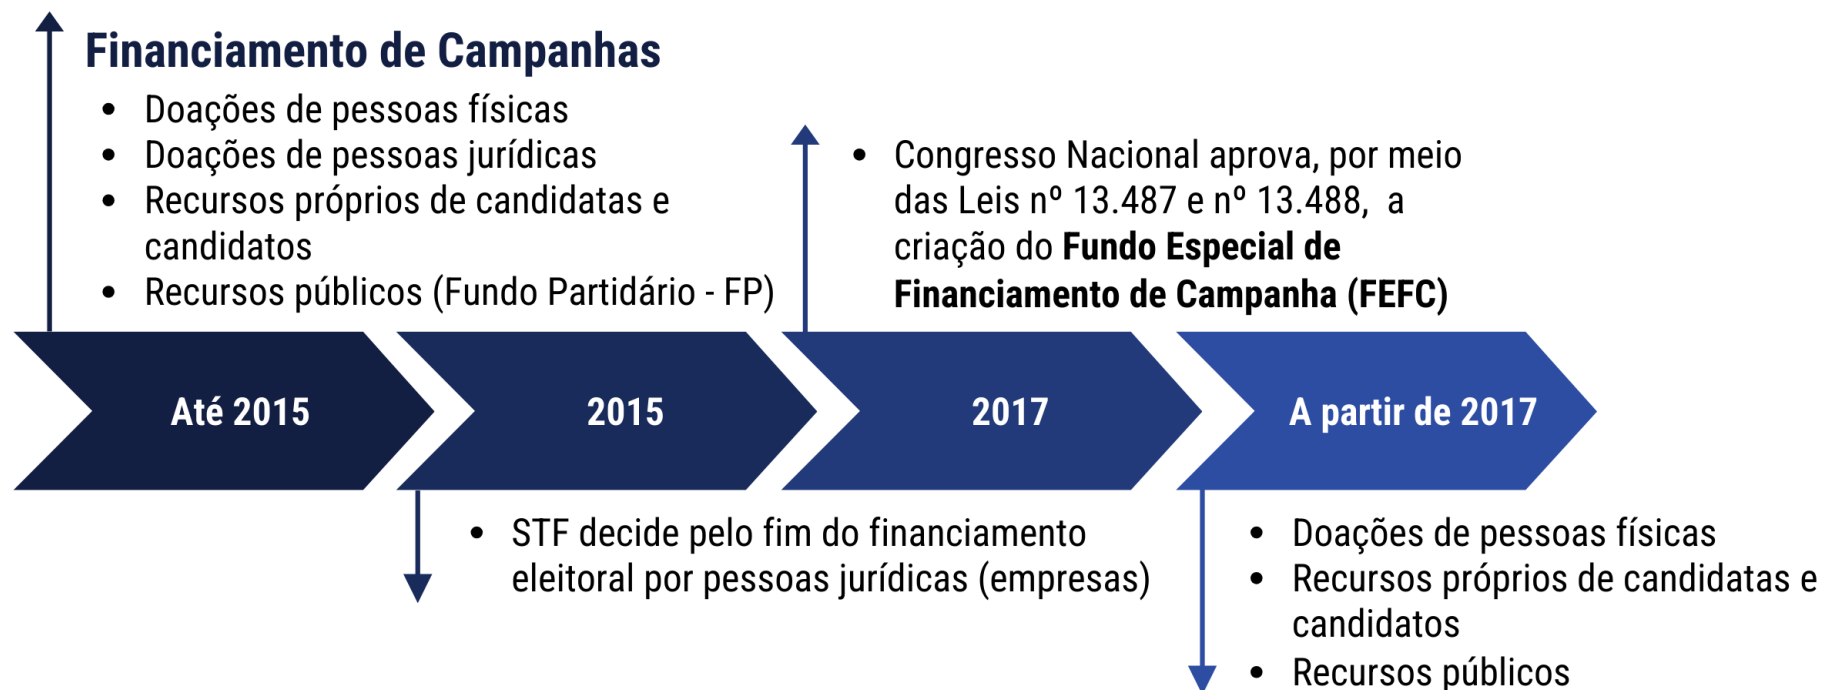 Financiamento de Campanhas
• Doações de pessoas físicas
• Doações de pessoas jurídicas
• Recursos próprios de candidatas e
candidatos
• Recursos públicos (Fundo Partidário - FP)
• Congresso Nacional aprova, por meio
das Leis nº 13.487 e nº 13.488, a
criação do Fundo Especial de
Financiamento de Campanha (FEFC)
Até 2015
2015
2017
A partir de 2017
• STF decide pelo fim do financiamento
eleitoral por pessoas jurídicas (empresas)
• Doações de pessoas físicas
• Recursos próprios de candidatas e
candidatos
• Recursos públicos